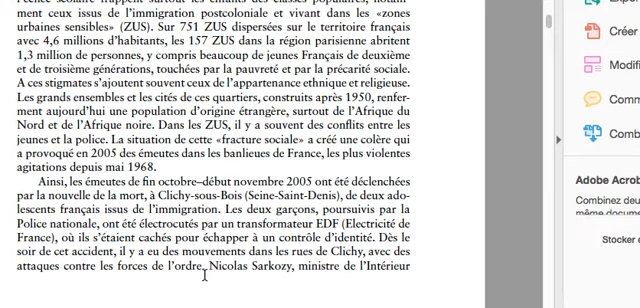 ment ceux issus de l'immigration postcoloniale et vivant dans les «zones
urbaines sensibles» (ZUS). Sur 751 ZUS dispersées sur le territoire français
avec 4,6 millions d'habitants, les 157 ZUS dans la région parisienne abritent
1,3 million de personnes, y compris beaucoup de jeunes Français de deuxième
et de troisième générations, touchées par la pauvreté et par la précarité sociale.
A ces stigmates s'ajoutent souvent ceux de l'appartenance ethnique et religieuse.
Les grands ensembles et les cités de ces quartiers, construits après 1950, renfer-
ment aujourd'hui une population d'origine étrangère, surtout de l'Afrique du
Nord et de l'Afrique noire. Dans les ZUS, il y a souvent des conflits entre les
jeunes et la police. La situation de cette «fracture sociale» a créé une colère qui
a provoqué en 2005 des émeutes dans les banlieues de France, les plus violentes
agitations depuis mai 1968.
Ainsi, les émeutes de fin octobre–début novembre 2005 ont été déclenchées
par la nouvelle de la mort, à Clichy-sous-Bois (Seine-Saint-Denis), de deux ado-
lescents français issus de l'immigration. Les deux garçons, poursuivis par la
Police nationale, ont été électrocutés par un transformateur EDF (Electricité de
France), où ils s'étaient cachés pour échapper à un contrôle d'identité. Dès le
soir de cet accident, il y a eu des mouvements dans les rues de Clichy, avec des
attaques contre les forces de l'ordre. Nicolas Sarkozy, ministre de l'Intérieur
Créer
Modifi
Comm
Comb
Adobe Acrob
Combinez deu
même docum
Stocker e